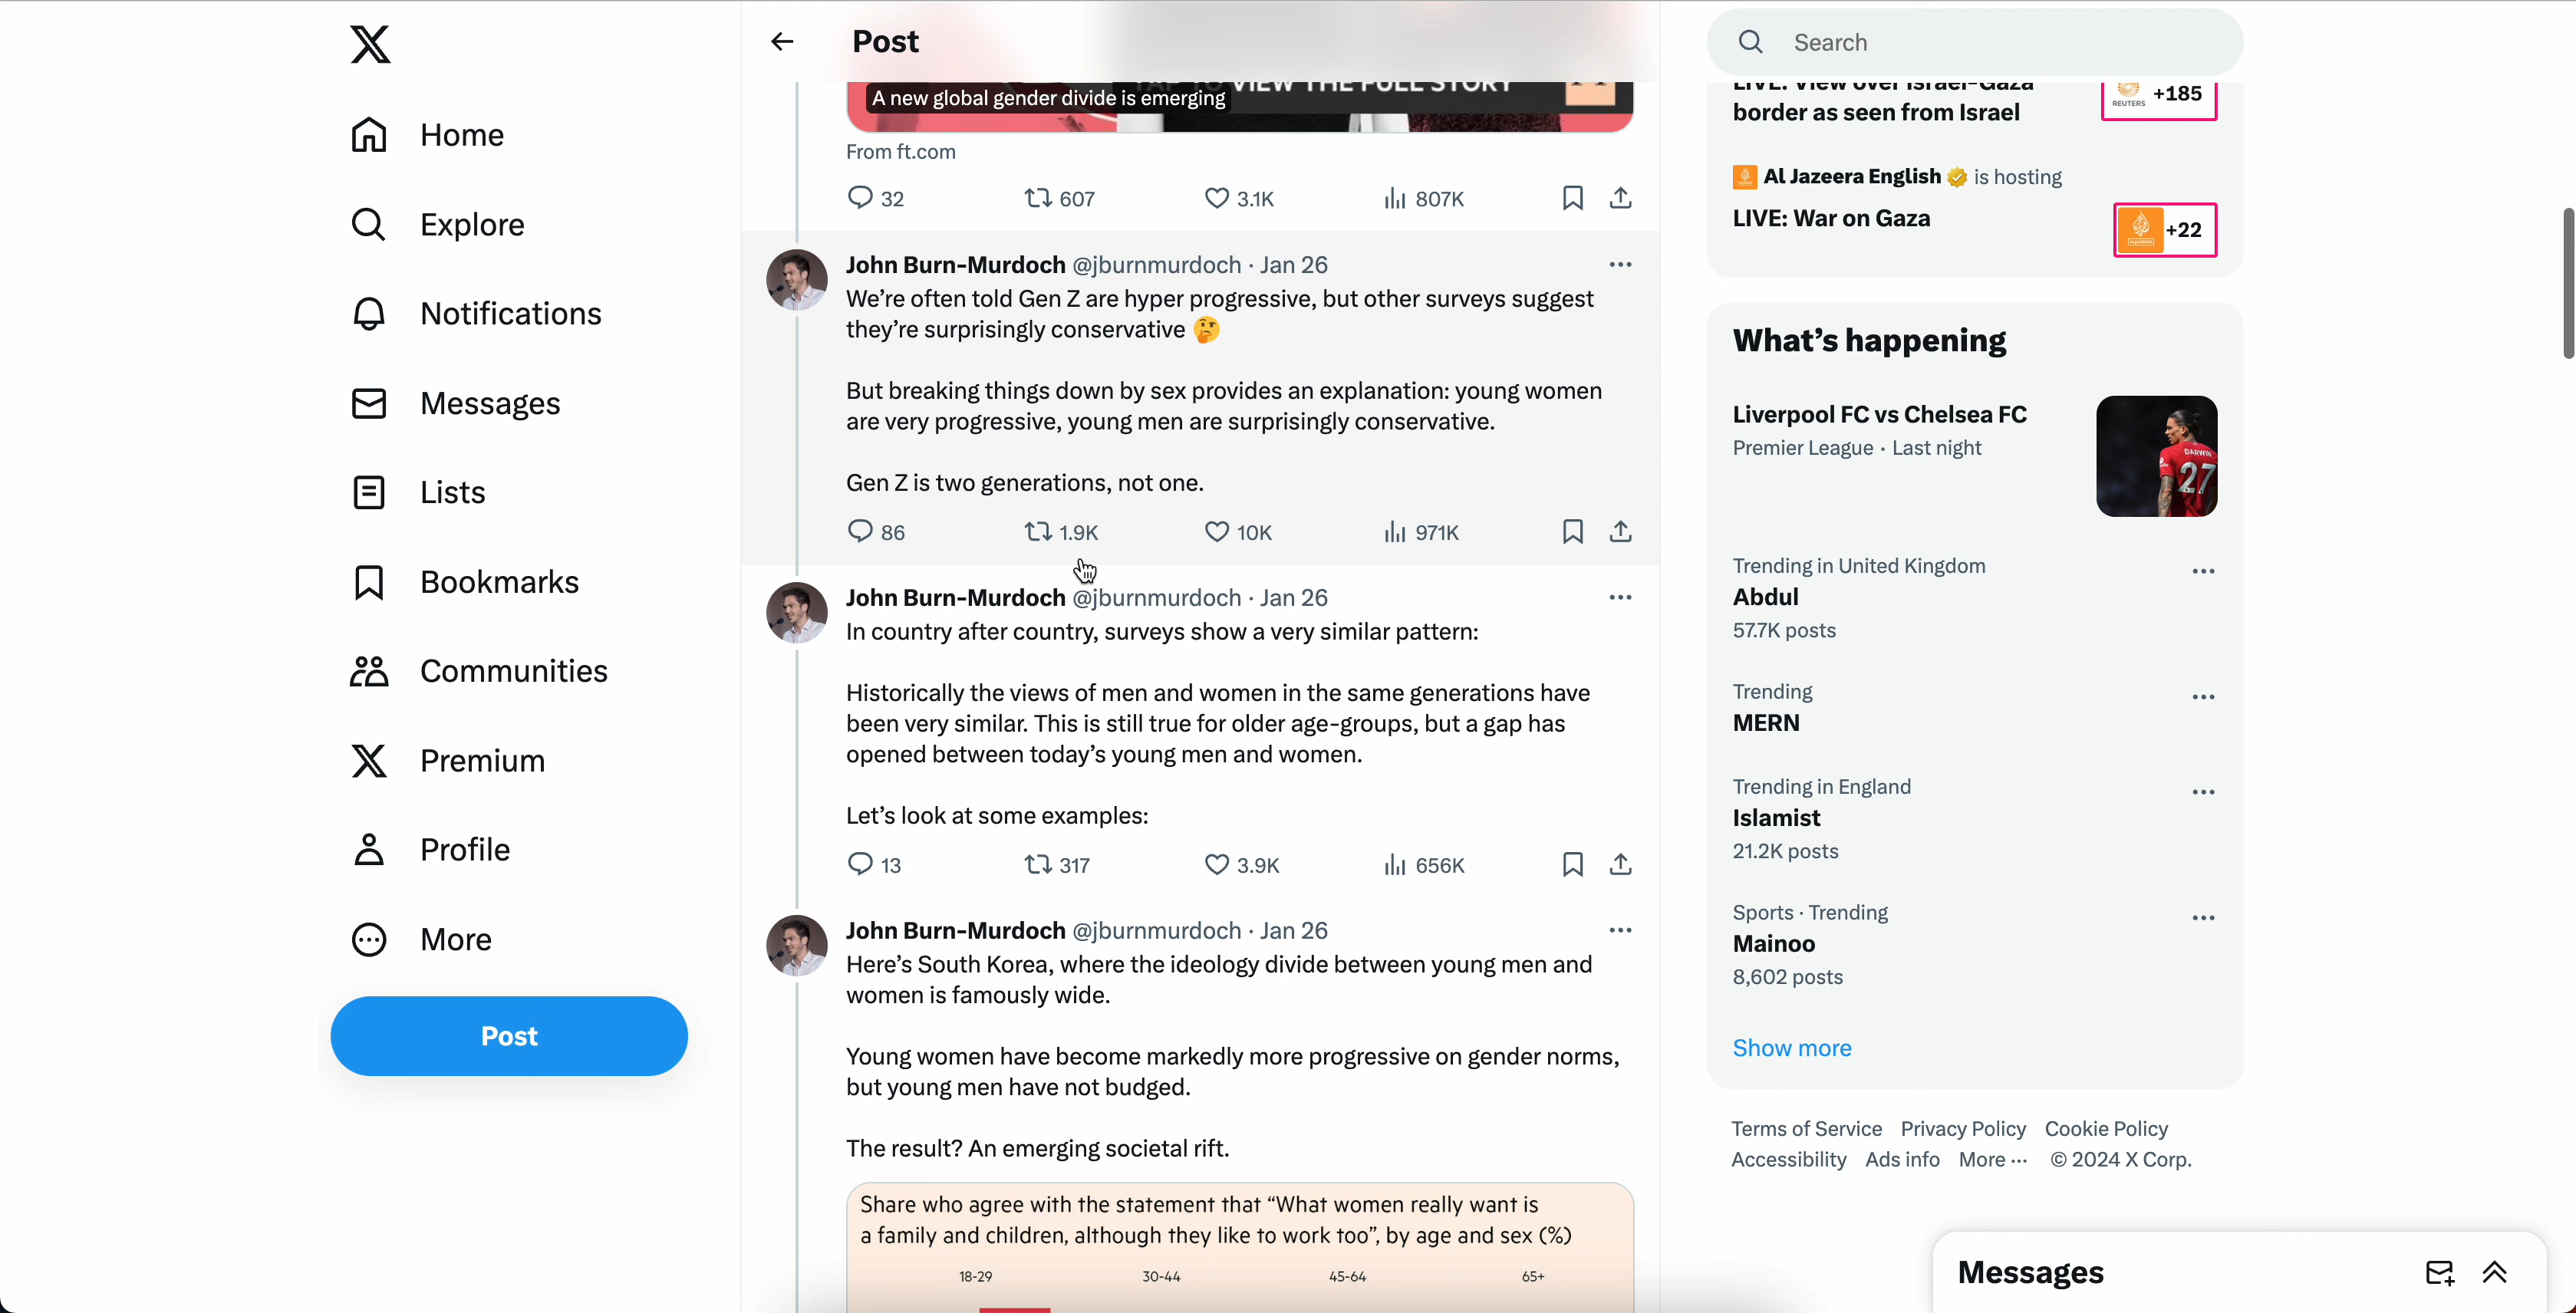 Home
Explore
Notifications
Messages
Lists
Bookmarks
Communities
Premium
Profile
More
Post
Post
VIEW THE FULL STORY
A new global gender divide is emerging
From ft.com
32 607 3.1K 807K
John Burn-Murdoch @jburnmurdoch · Jan 26
We’re often told Gen Z are hyper progressive, but other surveys suggest
they’re surprisingly conservative 🤔
But breaking things down by sex provides an explanation: young women
are very progressive, young men are surprisingly conservative.
Gen Z is two generations, not one.
86 1.9K 10K 971K
John Burn-Murdoch @jburnmurdoch · Jan 26
In country after country, surveys show a very similar pattern:
Historically the views of men and women in the same generations have
been very similar. This is still true for older age-groups, but a gap has
opened between today’s young men and women.
Let’s look at some examples:
13 317 3.9K 656K
John Burn-Murdoch @jburnmurdoch · Jan 26
Here’s South Korea, where the ideology divide between young men and
women is famously wide.
Young women have become markedly more progressive on gender norms,
but young men have not budged.
The result? An emerging societal rift.
Share who agree with the statement that “What women really want is
a family and children, although they like to work too”, by age and sex (%)
18-29 30-44 45-64 65+
Search
LIVE: View over Israel-Gaza
border as seen from Israel
REUTERS +185
Al Jazeera English is hosting
LIVE: War on Gaza
+22
What’s happening
Liverpool FC vs Chelsea FC
Premier League · Last night
DARWIN
27
Trending in United Kingdom
Abdul
57.7K posts
Trending
MERN
Trending in England
Islamist
21.2K posts
Sports · Trending
Mainoo
8,602 posts
Show more
Terms of Service Privacy Policy Cookie Policy
Accessibility Ads info More ··· © 2024 X Corp.
Messages